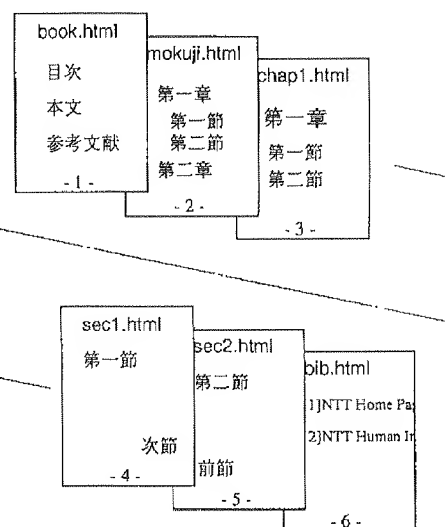 book.html
目次
本文
参考文献
- 1 -
mokuji.html
第一章
第一節
第二節
第二章
- 2 -
chap1.html
第一章
第一節
第二節
- 3 -
sec1.html
第一節
次節
- 4 -
sec2.html
第二節
前節
- 5 -
bib.html
1]NTT Home Pa
2]NTT Human In
- 6 -